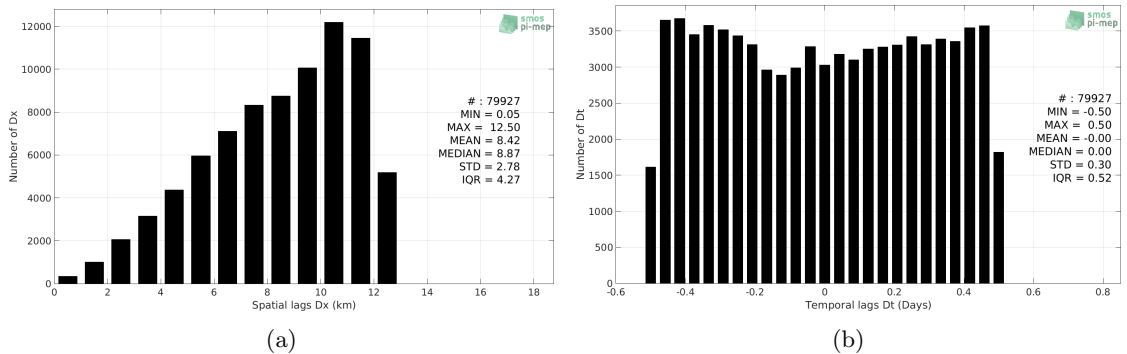 12000
10000
8000
6000
4000
2000
0
Number of Dx
0 2 4 6 8 10 12 14 16 18
Spatial lags Dx (km)
smos
pi-mep
# : 79927
MIN = 0.05
MAX = 12.50
MEAN = 8.42
MEDIAN = 8.87
STD = 2.78
IQR = 4.27
(a)
3500
3000
2500
2000
1500
1000
500
0
Number of Dt
-0.6 -0.4 -0.2 0 0.2 0.4 0.6 0.8
Temporal lags Dt (Days)
smos
pi-mep
# : 79927
MIN = -0.50
MAX = 0.50
MEAN = -0.00
MEDIAN = 0.00
STD = 0.30
IQR = 0.52
(b)